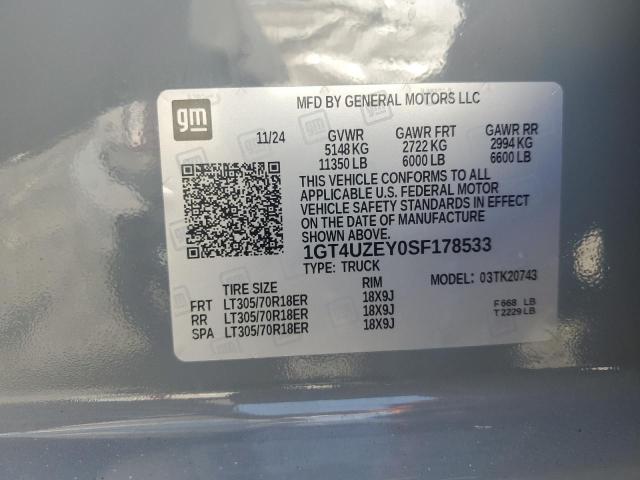 gm
MFD BY GENERAL MOTORS LLC
11/24 GVWR GAWR FRT GAWR RR
5148 KG 2722 KG 2994 KG
11350 LB 6000 LB 6600 LB
THIS VEHICLE CONFORMS TO ALL
APPLICABLE U.S. FEDERAL MOTOR
VEHICLE SAFETY STANDARDS IN EFFECT
ON THE DATE OF MANUFACTURE
SHOWN ABOVE.
1GT4UZEY0SF178533
TYPE: TRUCK MODEL: 03TK20743
TIRE SIZE RIM
FRT LT305/70R18ER 18X9J
RR LT305/70R18ER 18X9J
SPA LT305/70R18ER 18X9J
F 668 LB
T 2229 LB